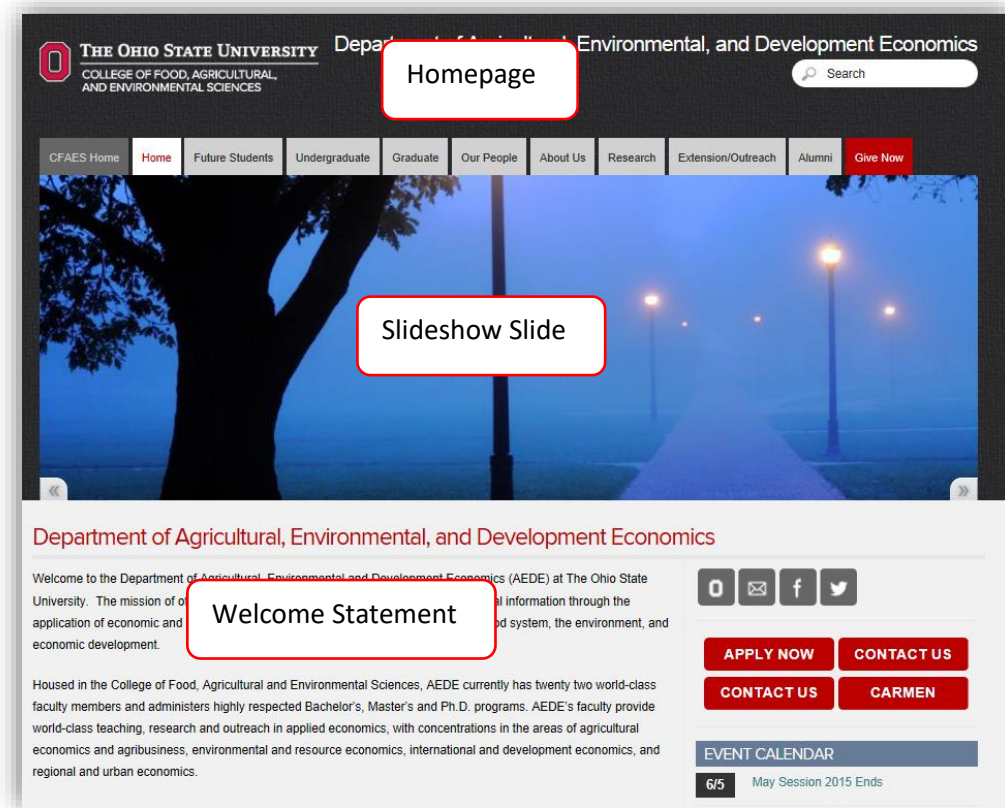 THE OHIO STATE UNIVERSITY
COLLEGE OF FOOD, AGRICULTURAL,
AND ENVIRONMENTAL SCIENCES
Environmental, and Development Economics
Homepage
Search
CFAES Home Home Future Students Undergraduate Graduate Our People About Us Research Extension/Outreach Alumni Give Now
Slideshow Slide
«
»
Department of Agricultural, Environmental, and Development Economics
Welcome to the Department of Agricultural, Environmental and Development Economics (AEDE) at The Ohio State
University. The mission of information through the
application of economic and system, the environment, and
economic development.
Welcome Statement
Housed in the College of Food, Agricultural and Environmental Sciences, AEDE currently has twenty two world-class
faculty members and administers highly respected Bachelor's, Master's and Ph.D. programs. AEDE's faculty provide
world-class teaching, research and outreach in applied economics, with concentrations in the areas of agricultural
economics and agribusiness, environmental and resource economics, international and development economics, and
regional and urban economics.
APPLY NOW CONTACT US
CONTACT US CARMEN
EVENT CALENDAR
6/5 May Session 2015 Ends